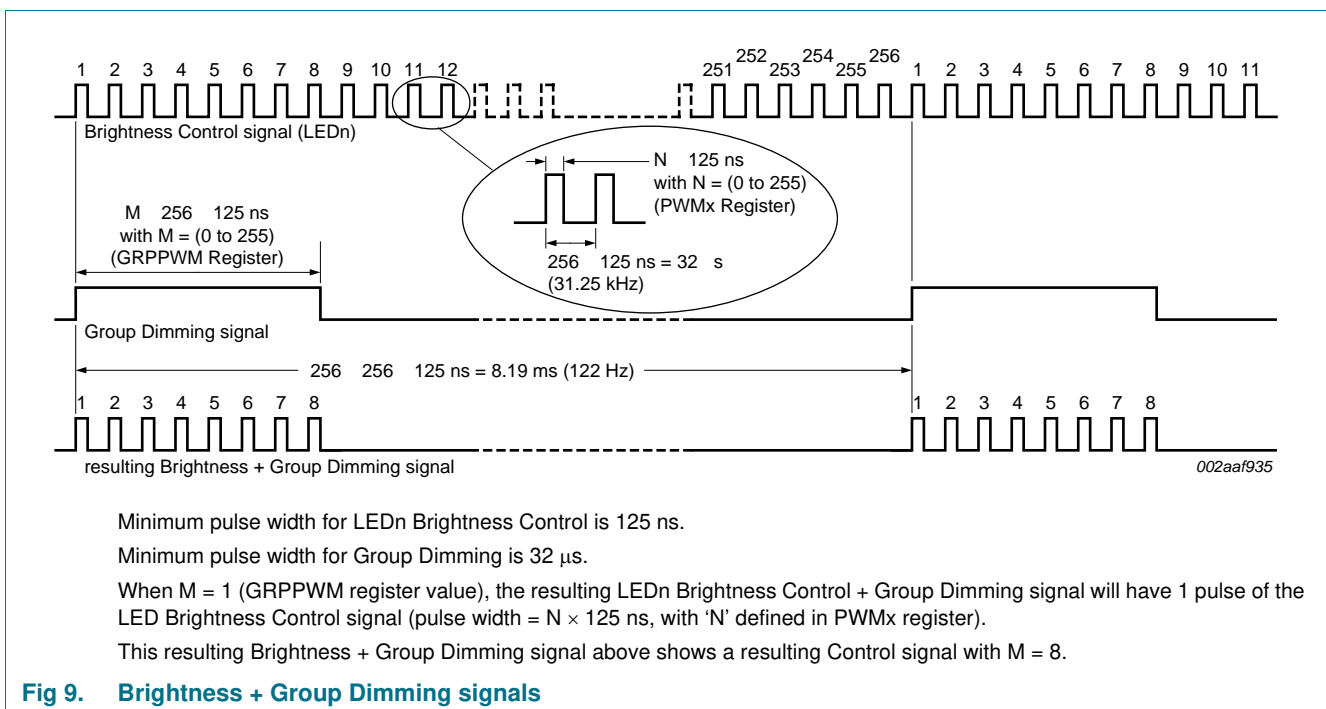 1 2 3 4 5 6 7 8 9 10 11 12 251 252 253 254 255 256 1 2 3 4 5 6 7 8 9 10 11
Brightness Control signal (LEDn)
N 125 ns
with N = (0 to 255)
(PWMx Register)
256 125 ns = 32 s
(31.25 kHz)
M 256 125 ns
with M = (0 to 255)
(GRPPWM Register)
Group Dimming signal
256 256 125 ns = 8.19 ms (122 Hz)
1 2 3 4 5 6 7 8 1 2 3 4 5 6 7 8
resulting Brightness + Group Dimming signal
002aaf935
Minimum pulse width for LEDn Brightness Control is 125 ns.
Minimum pulse width for Group Dimming is 32 μs.
When M = 1 (GRPPWM register value), the resulting LEDn Brightness Control + Group Dimming signal will have 1 pulse of the
LED Brightness Control signal (pulse width = N × 125 ns, with ‘N’ defined in PWMx register).
This resulting Brightness + Group Dimming signal above shows a resulting Control signal with M = 8.
Fig 9. Brightness + Group Dimming signals